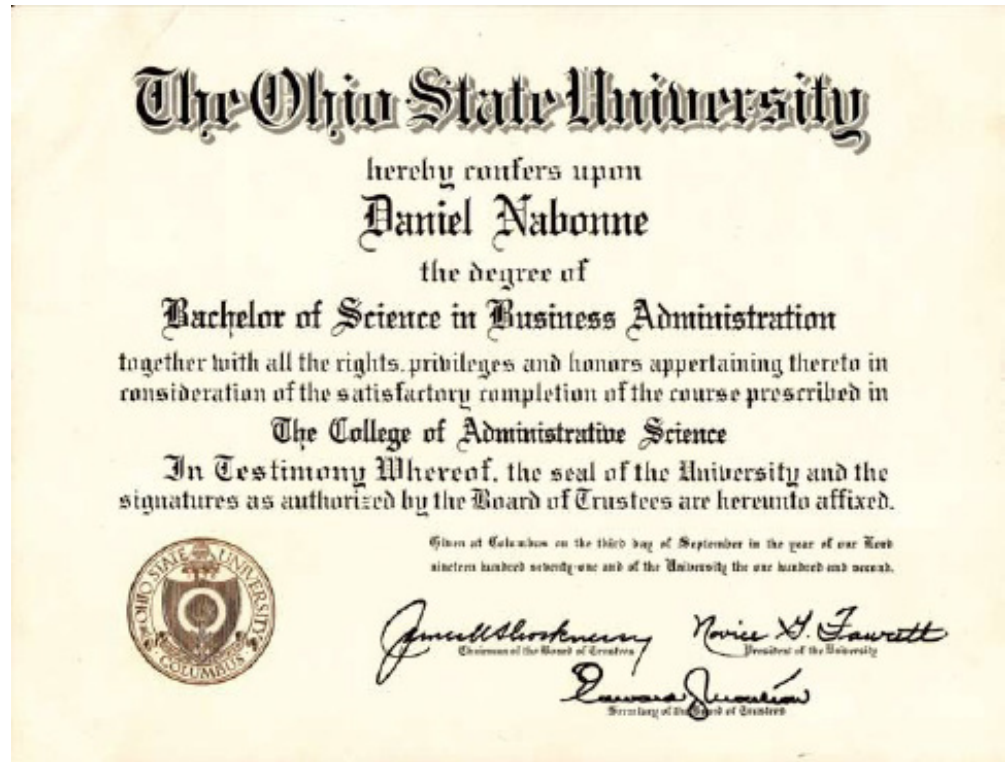 The Ohio State University
hereby confers upon
Daniel Nabonne
the degree of
Bachelor of Science in Business Administration
together with all the rights, privileges and honors appertaining thereto in
consideration of the satisfactory completion of the course prescribed in
The College of Administrative Science
In Testimony Whereof, the seal of the University and the
signatures as authorized by the Board of Trustees are hereunto affixed.
Given at Columbus on the third day of September in the year of our Lord
nineteen hundred seventy-one and of the University the one hundred and second.
OHIO STATE UNIVERSITY
COLUMBUS
Novice G. Fawcett
Chairman of the Board of Trustees
President of the University
Secretary of the Board of Trustees